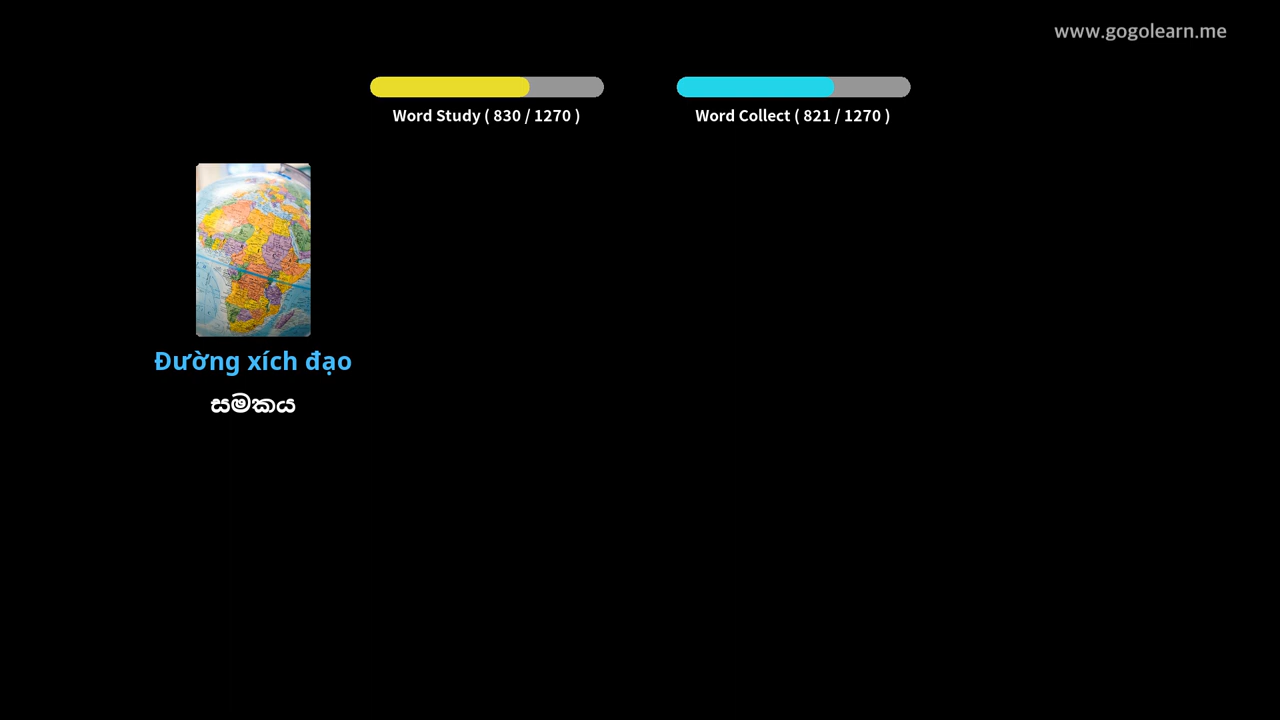 www.gogolearn.me
Word Study ( 830 / 1270 )
Word Collect ( 821 / 1270 )
Đường xích đạo
සමකය